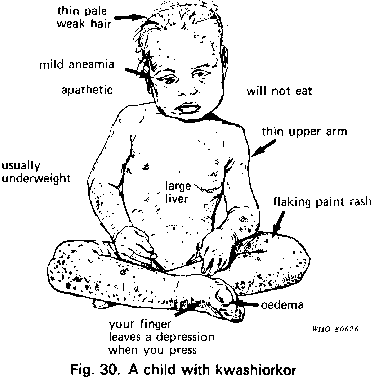 thin pale
weak hair
mild aneamia
apathetic
will not eat
thin upper arm
usually
underweight
large
liver
flaking paint rash
oedema
your finger
leaves a depression
when you press
WHO 80626
Fig. 30. A child with kwashiorkor